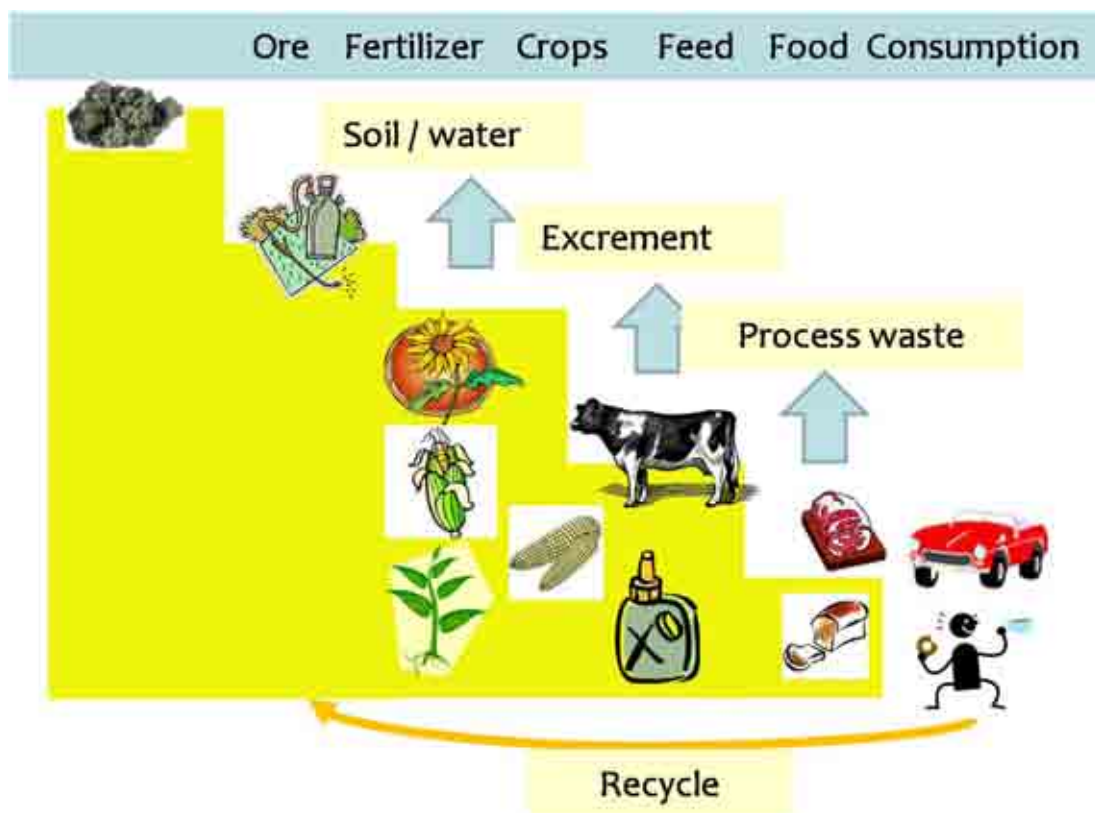 Ore Fertilizer Crops Feed Food Consumption
Soil / water
Excrement
Process waste
X
Recycle